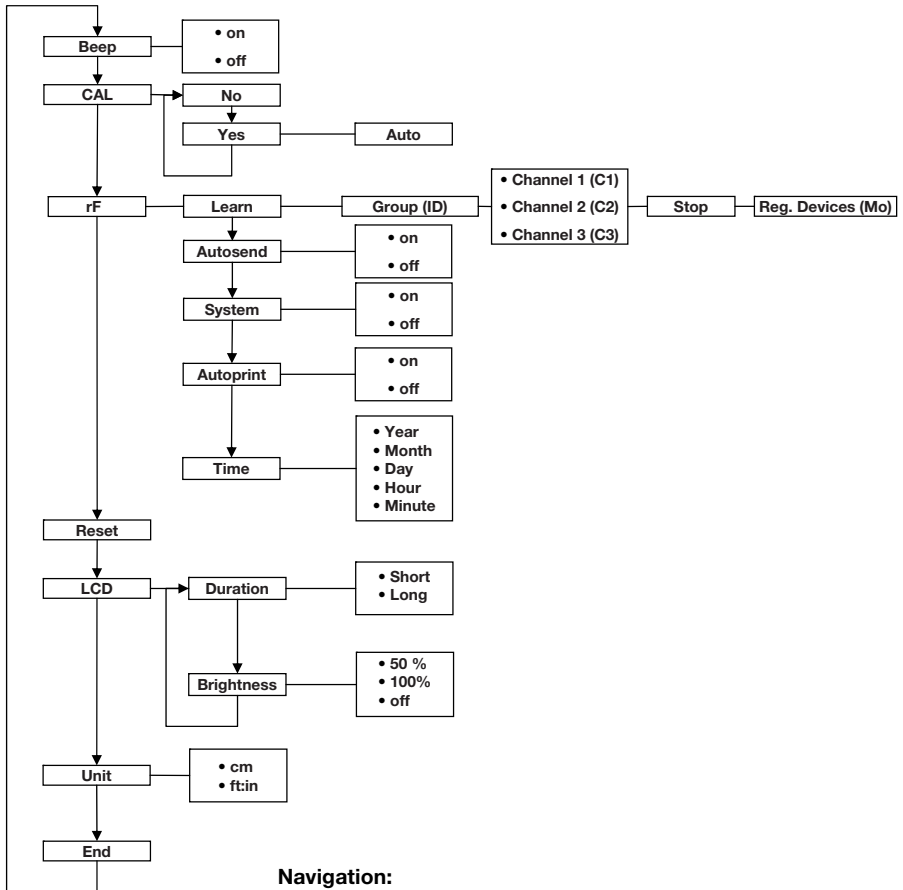 Beep
• on
• off
CAL
No
Yes
Auto
rF
Learn
Group (ID)
• Channel 1 (C1)
• Channel 2 (C2)
• Channel 3 (C3)
Stop
Reg. Devices (Mo)
Autosend
• on
• off
System
• on
• off
Autoprint
• on
• off
Time
• Year
• Month
• Day
• Hour
• Minute
Reset
LCD
Duration
• Short
• Long
Brightness
• 50 %
• 100%
• off
Unit
• cm
• ft:in
End
Navigation: